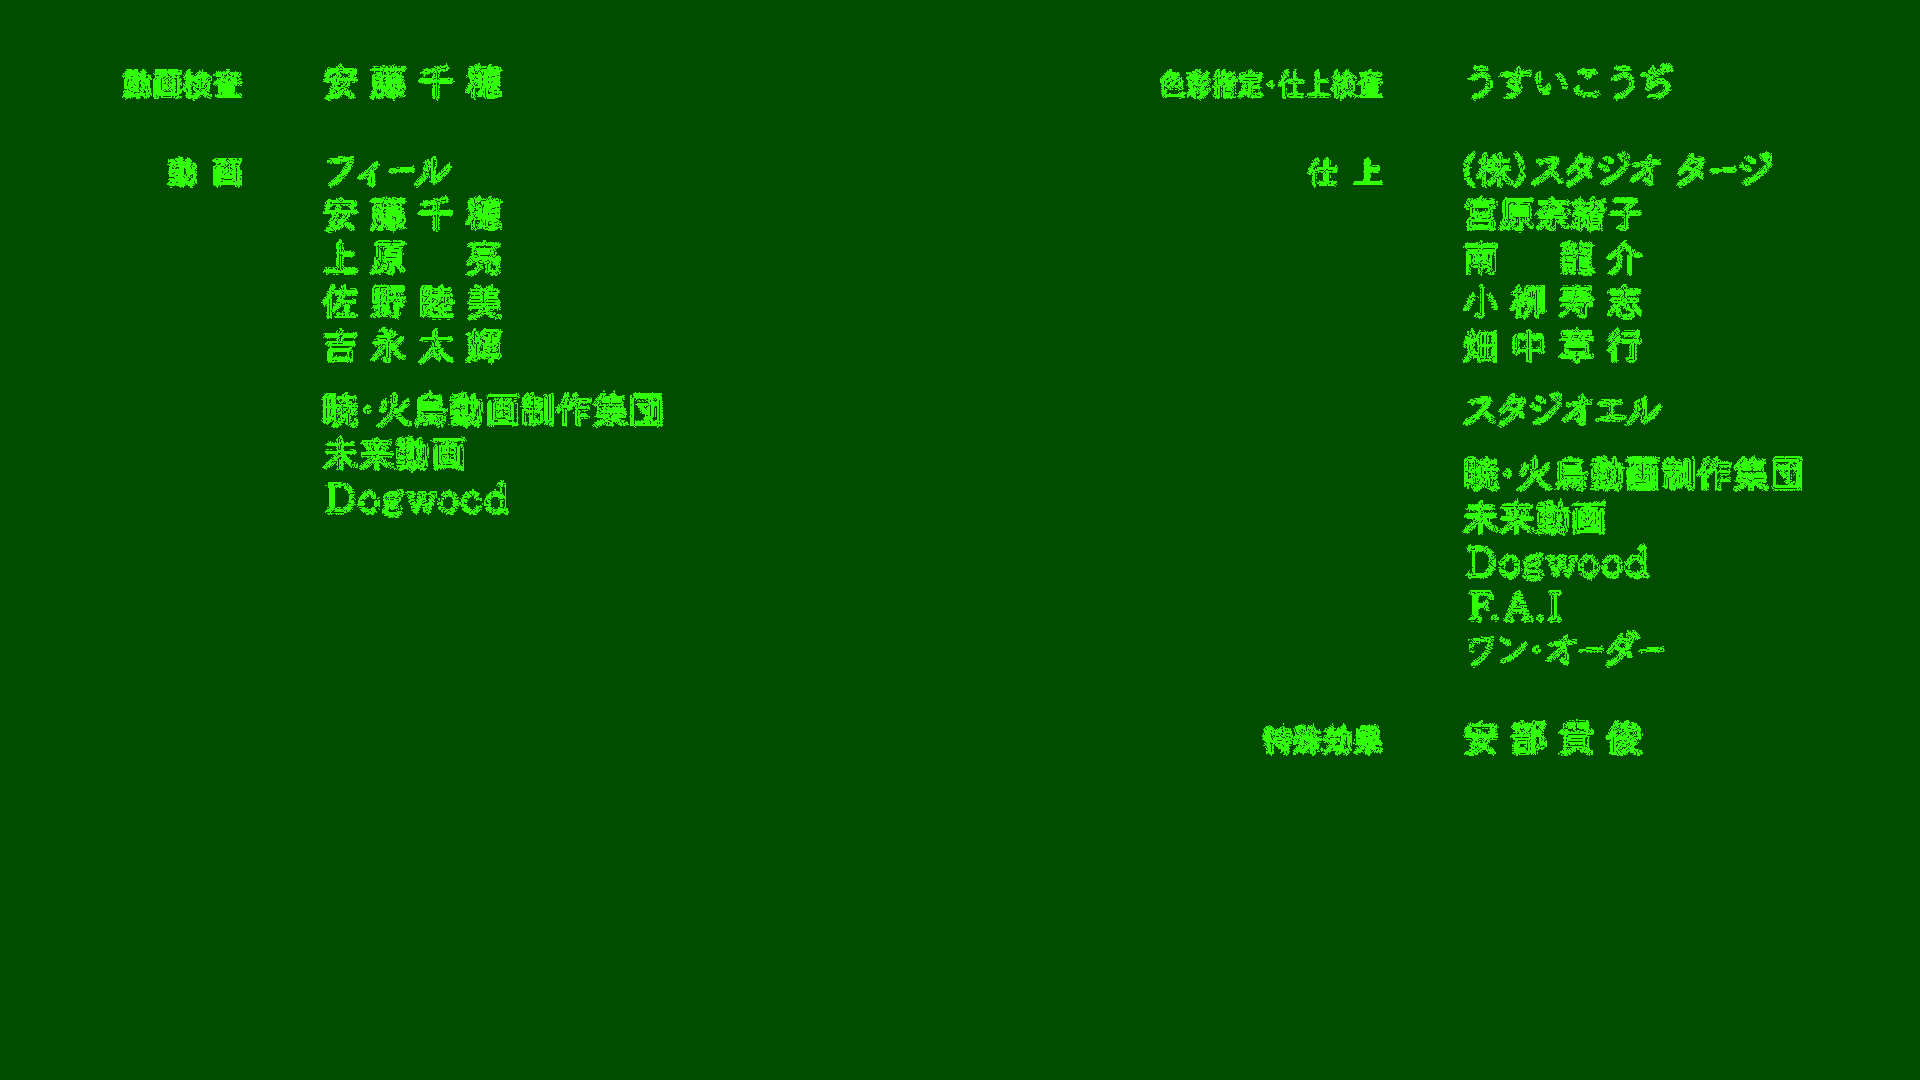 動画検査 安藤千穂
動画 フィール
安藤千穂
上原 亮
佐野睦美
吉永太輝
暁・火鳥動画制作集団
未来動画
Dogwood
色彩指定・仕上検査 うすいこうぢ
仕上 (株)スタジオ タージ
宮原奈緒子
南 龍介
小柳寿志
畑中章行
スタジオエル
暁・火鳥動画制作集団
未来動画
Dogwood
F.A.I
ワン・オーダー
特殊効果 安部貴俊